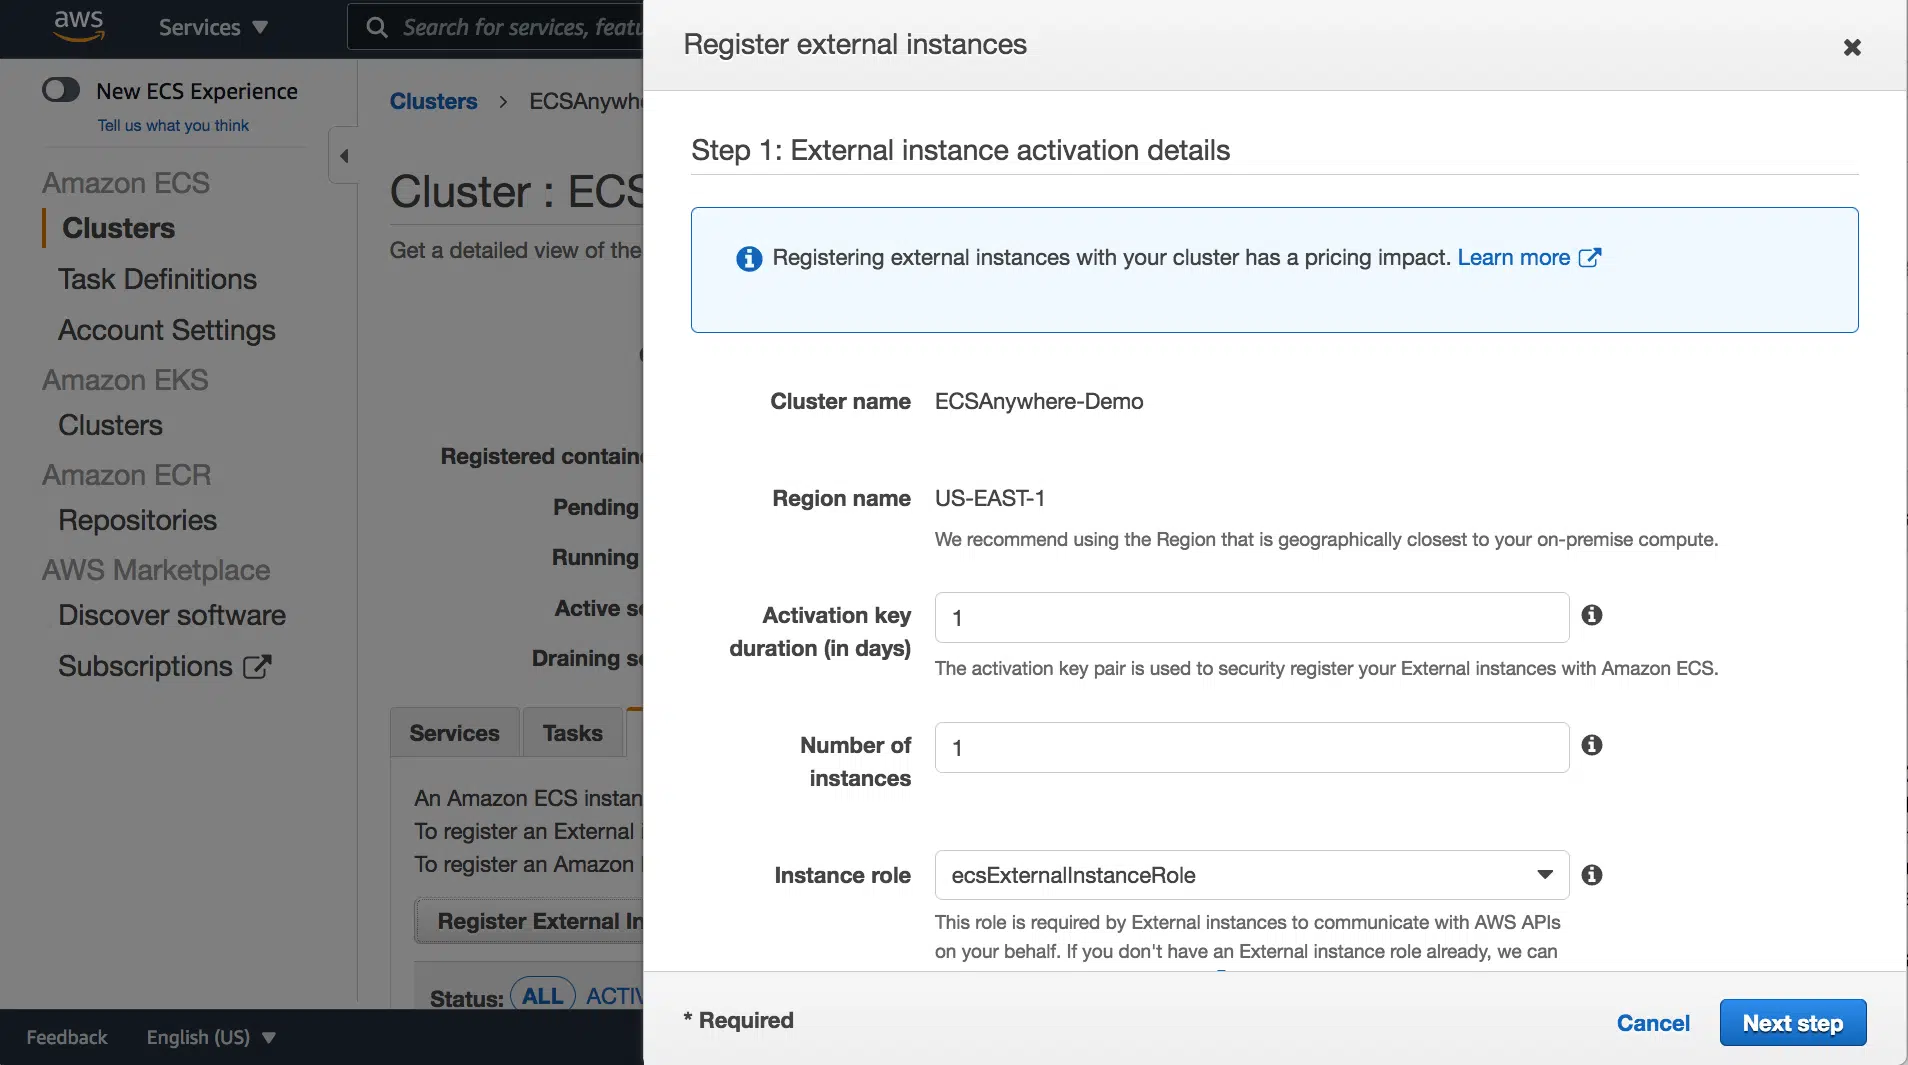 aws
Services
Search for services, featu
New ECS Experience
Tell us what you think
Amazon ECS
Clusters
Task Definitions
Account Settings
Amazon EKS
Clusters
Amazon ECR
Repositories
AWS Marketplace
Discover software
Subscriptions
Feedback
English (US)
Clusters > ECSAnywh
Cluster : ECS
Get a detailed view of the
Registered contain
Pending
Running
Active s
Draining s
Services
Tasks
An Amazon ECS instan
To register an External
To register an Amazon
Register External In
Status: ALL ACTIV
Register external instances
Step 1: External instance activation details
Registering external instances with your cluster has a pricing impact. Learn more
Cluster name ECSAnywhere-Demo
Region name US-EAST-1
We recommend using the Region that is geographically closest to your on-premise compute.
Activation key
duration (in days)
1
The activation key pair is used to security register your External instances with Amazon ECS.
Number of
instances
1
Instance role ecsExternalInstanceRole
This role is required by External instances to communicate with AWS APIs
on your behalf. If you don't have an External instance role already, we can
* Required
Cancel
Next step